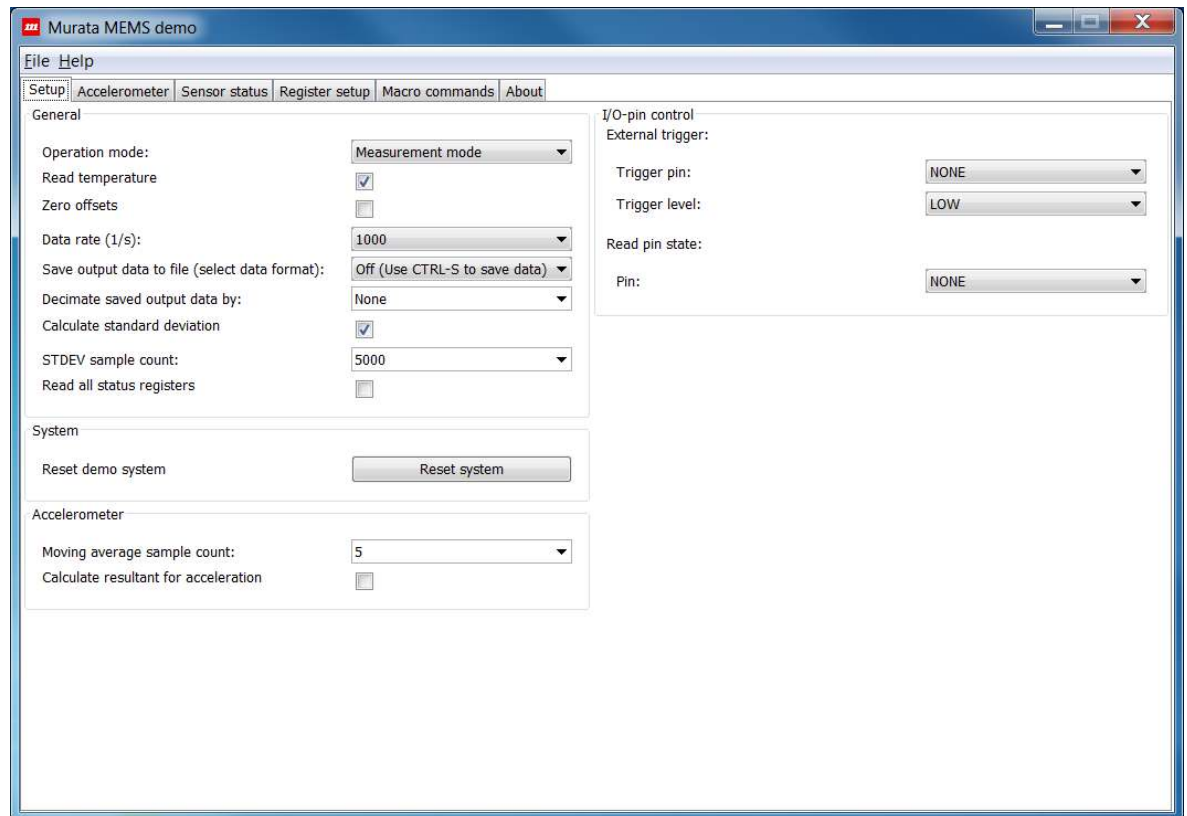 m Murata MEMS demo
X
File Help
Setup Accelerometer Sensor status Register setup Macro commands About
General
Operation mode: Measurement mode
Read temperature
Zero offsets
Data rate (1/s): 1000
Save output data to file (select data format): Off (Use CTRL-S to save data)
Decimate saved output data by: None
Calculate standard deviation
STDEV sample count: 5000
Read all status registers
System
Reset demo system Reset system
Accelerometer
Moving average sample count: 5
Calculate resultant for acceleration
I/O-pin control
External trigger:
Trigger pin: NONE
Trigger level: LOW
Read pin state:
Pin: NONE